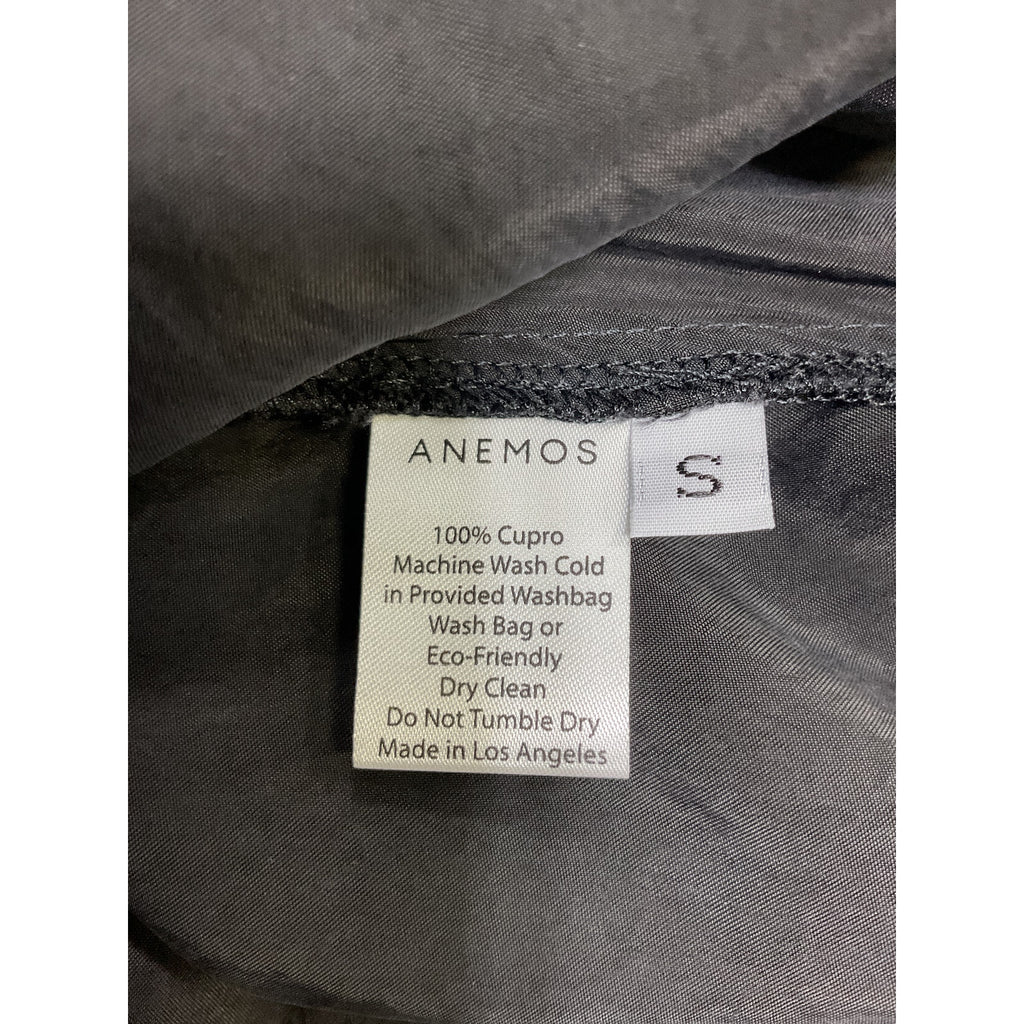 ANEMOS
S
100% Cupro
Machine Wash Cold
in Provided Washbag
Wash Bag or
Eco-Friendly
Dry Clean
Do Not Tumble Dry
Made in Los Angeles